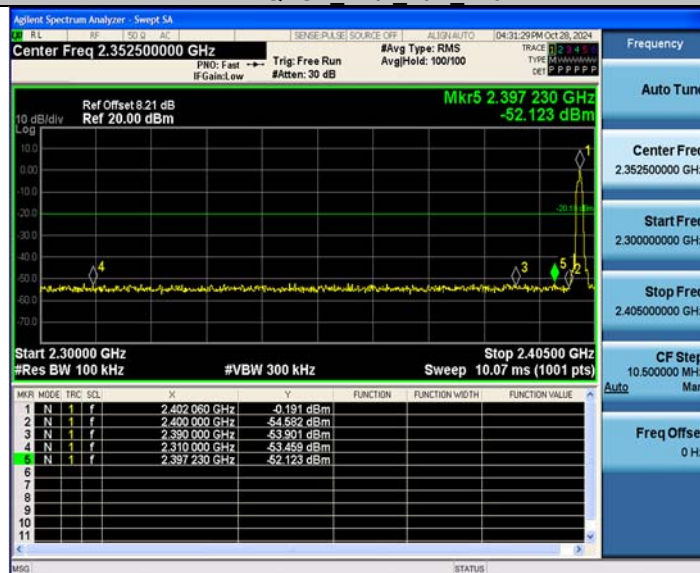 Agilent Spectrum Analyzer - Swept SA
RL RF 50 Ω AC SENSE:PULSE SOURCE OFF ALIGN AUTO 04:31:29 PM Oct 28, 2024
Center Freq 2.352500000 GHz
PNO: Fast
IFGain:Low
Trig: Free Run
#Atten: 30 dB
#Avg Type: RMS
Avg|Hold: 100/100
TRACE 1 2 3 4 5 6
TYPE M
DET P P P P P P
Frequency
Mkr5 2.397 230 GHz
-52.123 dBm
Ref Offset 8.21 dB
10 dB/div Ref 20.00 dBm
Log
10.0
0.00
-10.0
-20.0
-30.0
-40.0
-50.0
-60.0
-70.0
1
4
3
5
2
Start 2.30000 GHz Stop 2.40500 GHz
#Res BW 100 kHz #VBW 300 kHz Sweep 10.07 ms (1001 pts)
MKR MODE TRC SCL X Y FUNCTION FUNCTION WIDTH FUNCTION VALUE
1 N 1 f 2.402 060 GHz -0.191 dBm
2 N 1 f 2.400 000 GHz -54.582 dBm
3 N 1 f 2.390 000 GHz -53.901 dBm
4 N 1 f 2.310 000 GHz -53.459 dBm
5 N 1 f 2.397 230 GHz -52.123 dBm
6
7
8
9
10
11
MSG STATUS
Auto Tune
Center Freq
2.352500000 GHz
Start Freq
2.300000000 GHz
Stop Freq
2.405000000 GHz
CF Step
10.500000 MHz
Auto Man
Freq Offset
0 Hz